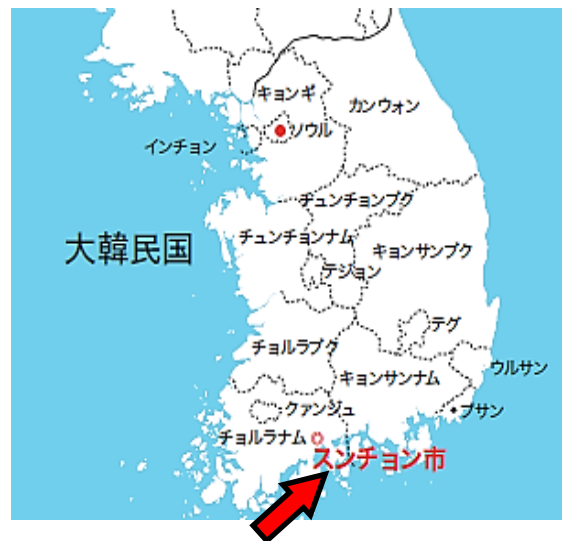 キョンギ
カンウォン
ソウル
インチョン
チュンチョンブク
チュンチョンナム
キョンサンブク
大韓民国
テジョン
テグ
チョルラブク
ウルサン
キョンサンナム
クァンジュ
プサン
チョルラナム
スンチョン市